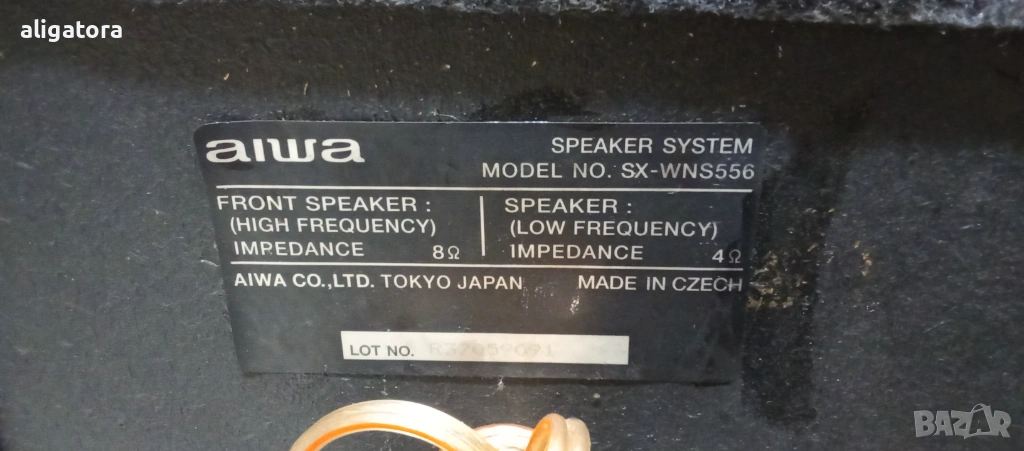 aligatora
aiwa
SPEAKER SYSTEM
MODEL NO. SX-WNS556
FRONT SPEAKER :
(HIGH FREQUENCY)
IMPEDANCE 8Ω
SPEAKER :
(LOW FREQUENCY)
IMPEDANCE 4Ω
AIWA CO.,LTD. TOKYO JAPAN MADE IN CZECH
LOT NO.
BAZAR